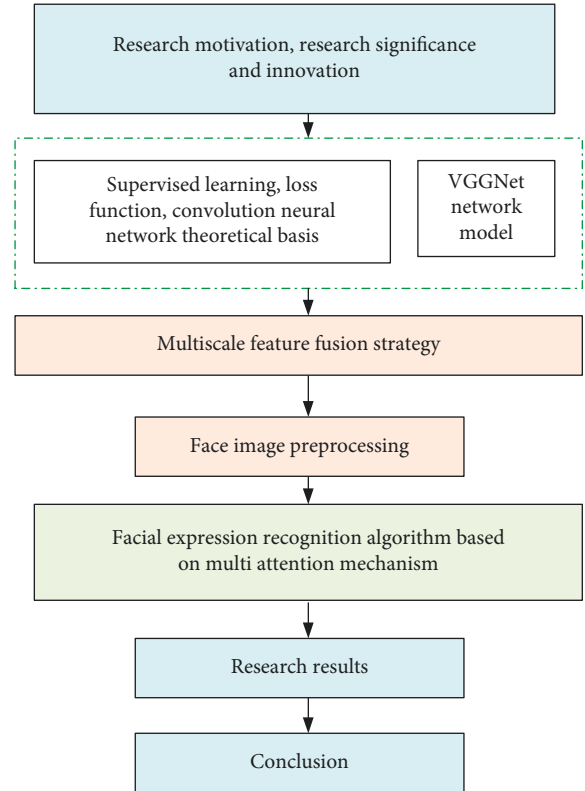 Research motivation, research significance
and innovation
Supervised learning, loss
function, convolution neural
network theoretical basis
VGGNet
network
model
Multiscale feature fusion strategy
Face image preprocessing
Facial expression recognition algorithm based
on multi attention mechanism
Research results
Conclusion